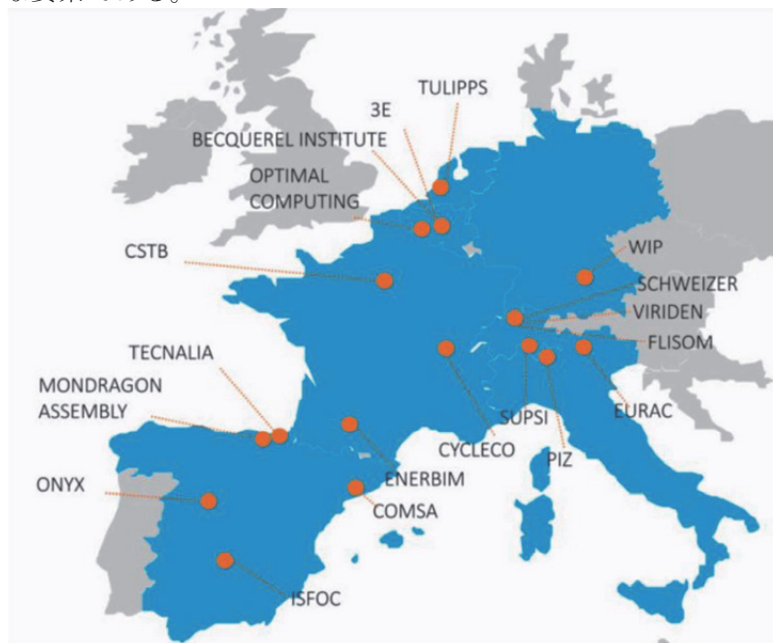 TULIPPS
3E
BECQUEREL INSTITUTE
OPTIMAL
COMPUTING
CSTB
WIP
SCHWEIZER
VIRIDEN
FLISOM
TECNALIA
MONDRAGON
ASSEMBLY
EURAC
SUPSI
CYCLECO
PIZ
ENERBIM
ONYX
COMSA
ISFOC